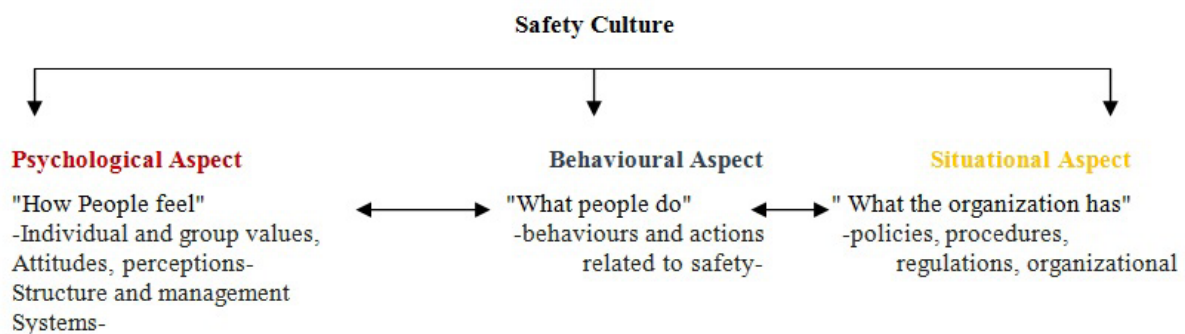 Safety Culture
Psychological Aspect
"How People feel"
-Individual and group values,
Attitudes, perceptions-
Structure and management
Systems-
Behavioural Aspect
"What people do"
-behaviours and actions
related to safety-
Situational Aspect
" What the organization has"
-policies, procedures,
regulations, organizational